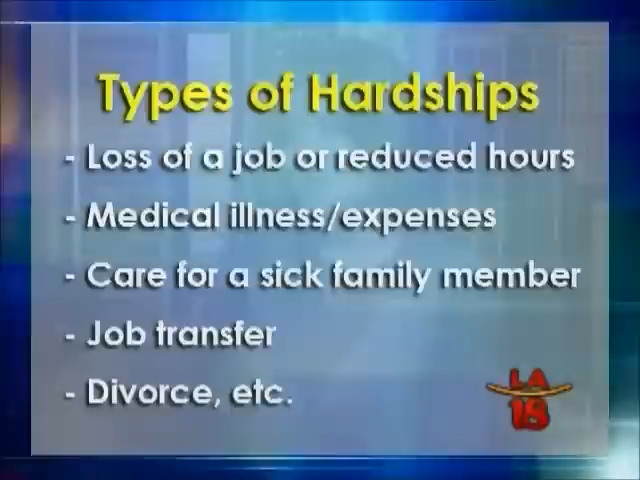 Types of Hardships
- Loss of a job or reduced hours
- Medical illness/expenses
- Care for a sick family member
- Job transfer
- Divorce, etc.
LA
18